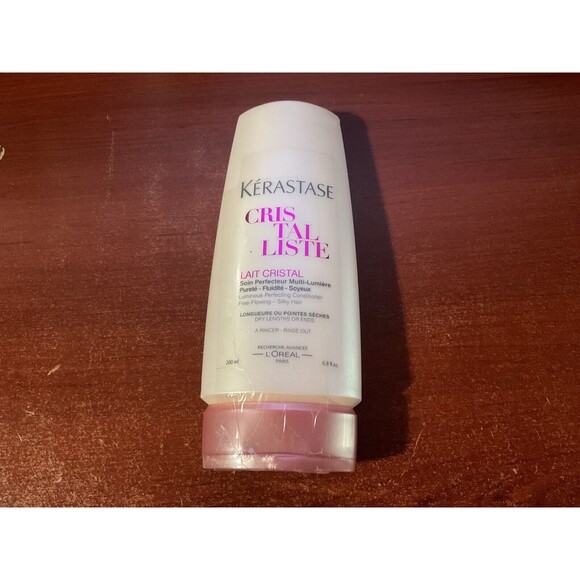 KÉRASTASE
CRIS
TAL
LISTE
LAIT CRISTAL
Soin Perfecteur Multi-Lumière
Pureté - Fluidité - Soyeux
Luminous Perfecting Conditioner
Free-Flowing - Silky Hair
LONGUEURS OU POINTES SÈCHES
DRY LENGTHS OR ENDS
A RINCER - RINSE OUT
RECHERCHE AVANCÉE
L'ORÉAL
PARIS
200 ml 6.8 fl.oz.